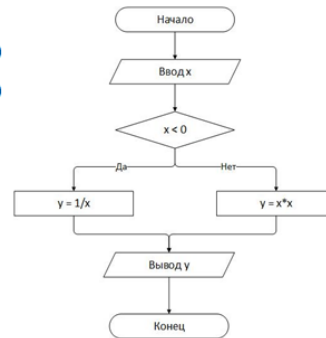 Начало
Ввод x
x < 0
Да
Нет
y = 1/x
y = x*x
Вывод y
Конец